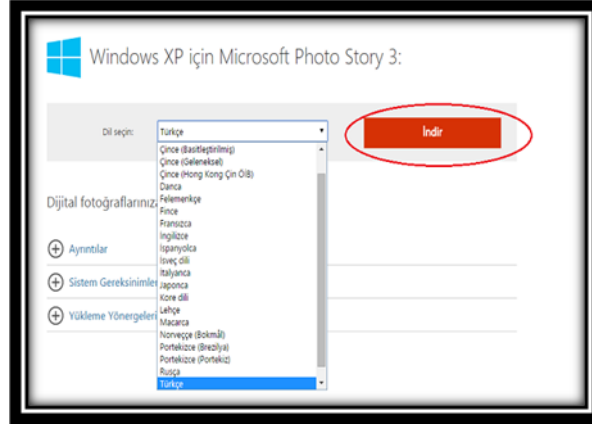 Windows XP için Microsoft Photo Story 3:
Dil seçin:
Türkçe
İndir
Çince (Basitleştirilmiş)
Çince (Geleneksel)
Çince (Hong Kong Çin ÖİB)
Danca
Felemenkçe
Fince
Fransızca
İngilizce
İspanyolca
İsveç dili
İtalyanca
Japonca
Kore dili
Lehçe
Macarca
Norveççe (Bokmål)
Portekizce (Brezilya)
Portekizce (Portekiz)
Rusça
Türkçe
Dijital fotoğraflarınız
Ayrıntılar
Sistem Gereksinimle
Yükleme Yönergeleri